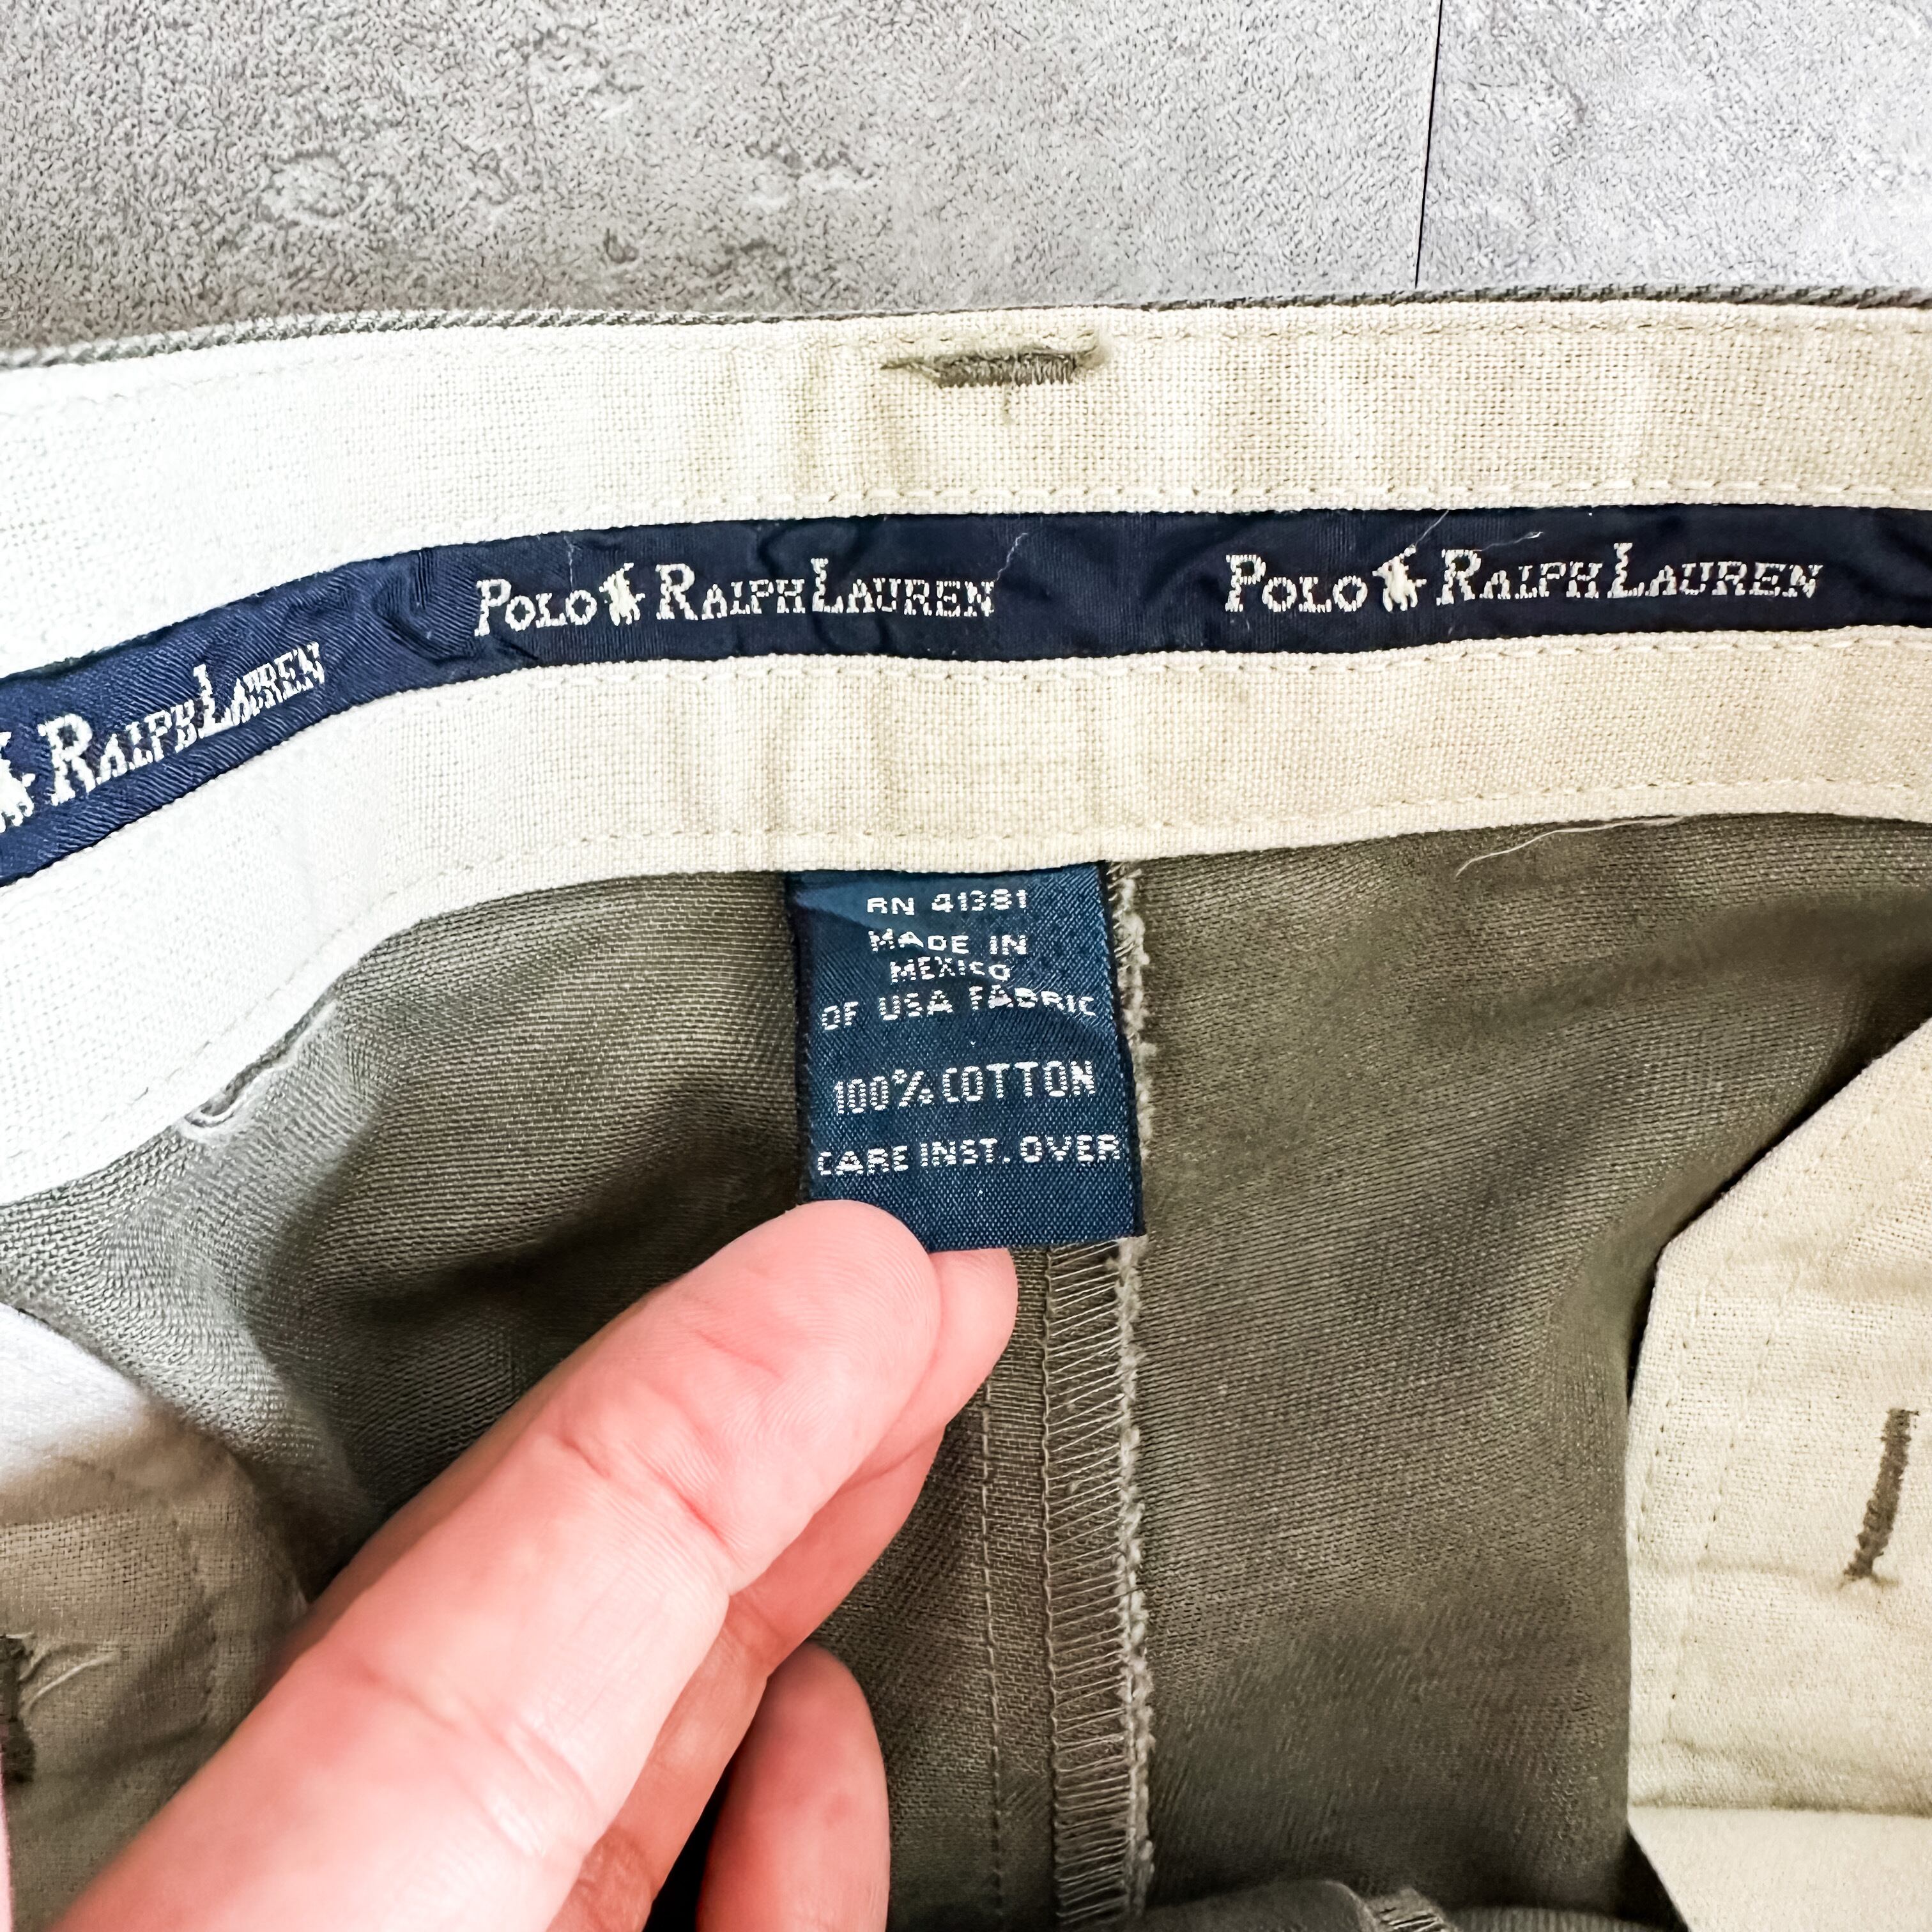 POLO RALPH LAUREN
POLO RALPH LAUREN
RALPH LAUREN
RN 41381
MADE IN
MEXICO
OF USA FABRIC
100% COTTON
CARE INST. OVER